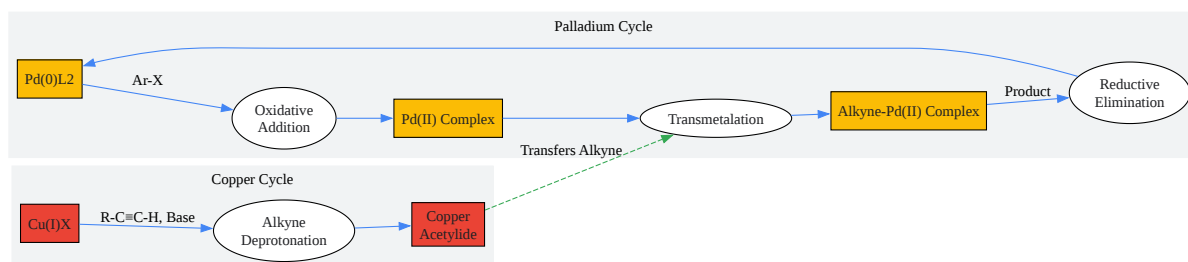 Palladium Cycle
Pd(0)L2
Ar-X
Oxidative
Addition
Pd(II) Complex
Transmetalation
Alkyne-Pd(II) Complex
Product
Reductive
Elimination
Transfers Alkyne
Copper Cycle
Cu(I)X
R-C≡C-H, Base
Alkyne
Deprotonation
Copper
Acetylide